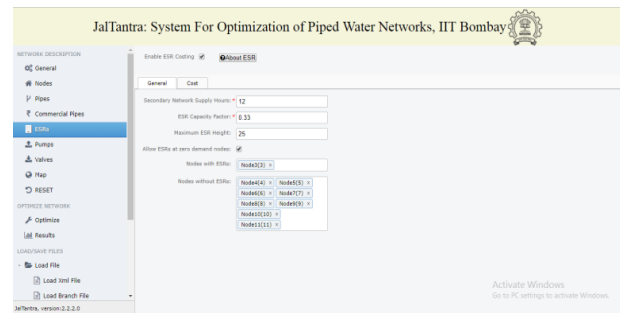 JalTantra: System For Optimization of Piped Water Networks, IIT Bombay
NETWORK DESCRIPTION
General
Nodes
Pipes
Commercial Pipes
ESRs
Pumps
Valves
Map
RESET
OPTIMIZE NETWORK
Optimize
Results
LOAD/SAVE FILES
Load File
Load Xml File
Load Branch File
JalTantra, version:2.2.2.0
Enable ESR Costing
About ESR
General Cost
Secondary Network Supply Hours: * 12
ESR Capacity Factor: * 0.33
Maximum ESR Height: 25
Allow ESRs at zero demand nodes:
Nodes with ESRs: Node3(3) ×
Nodes without ESRs: Node4(4) × Node5(5) ×
Node6(6) × Node7(7) ×
Node8(8) × Node9(9) ×
Node10(10) ×
Node11(11) ×
Activate Windows
Go to PC settings to activate Windows.